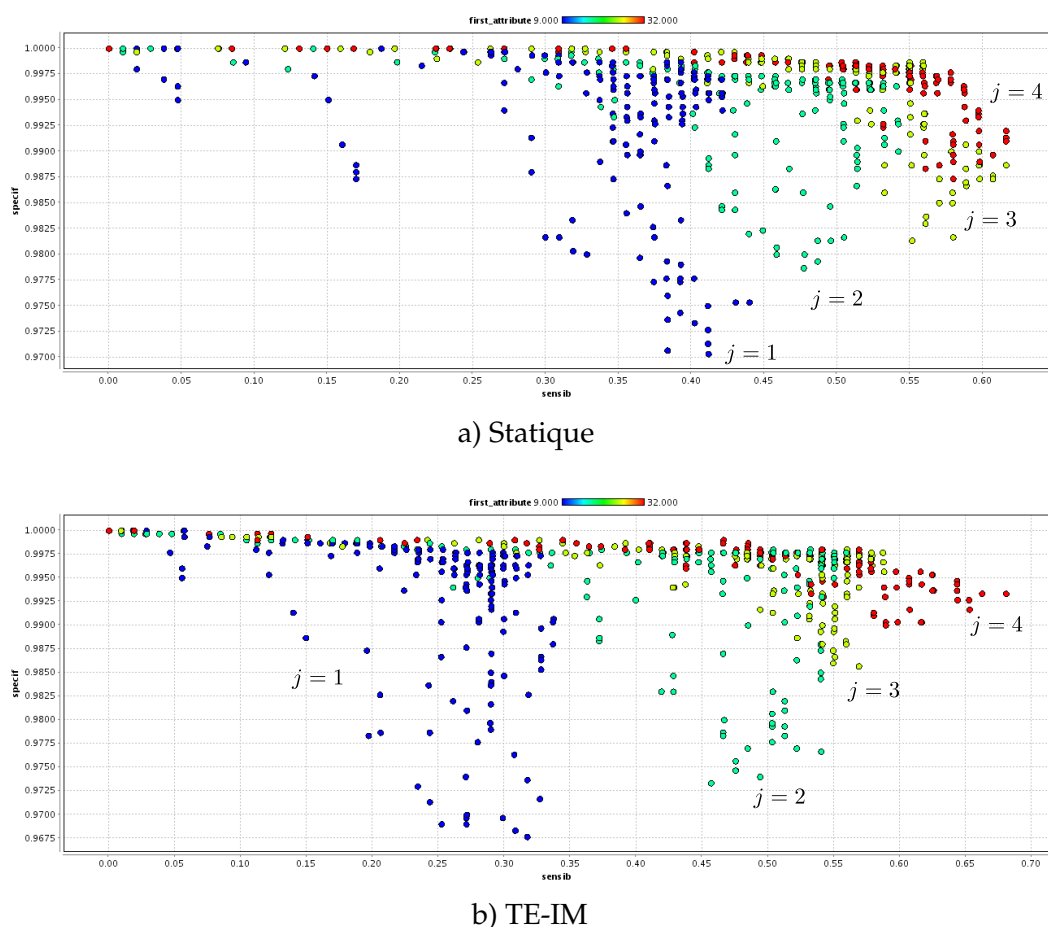 first_attribute 9.000 32.000
1.0000
0.9975
0.9950
0.9925
0.9900
0.9875
0.9850
0.9825
0.9800
0.9775
0.9750
0.9725
0.9700
specif
j = 4
j = 3
j = 2
j = 1
0.00 0.05 0.10 0.15 0.20 0.25 0.30 0.35 0.40 0.45 0.50 0.55 0.60
sensib
a) Statique
first_attribute 9.000 32.000
1.0000
0.9975
0.9950
0.9925
0.9900
0.9875
0.9850
0.9825
0.9800
0.9775
0.9750
0.9725
0.9700
0.9675
specif
j = 4
j = 1
j = 3
j = 2
0.00 0.05 0.10 0.15 0.20 0.25 0.30 0.35 0.40 0.45 0.50 0.55 0.60 0.65 0.70
sensib
b) TE-IM